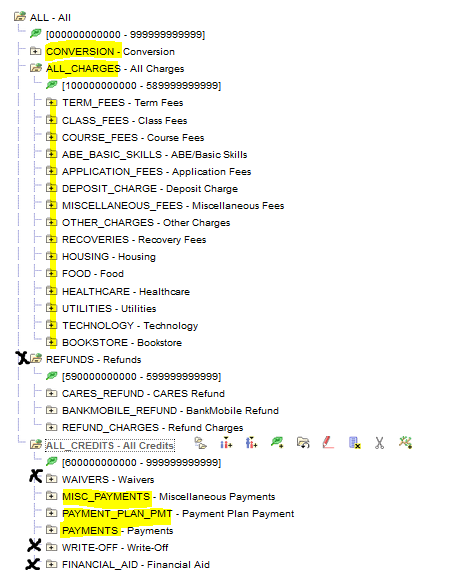 ALL - All
[000000000000 - 999999999999]
CONVERSION - Conversion
ALL_CHARGES - All Charges
[100000000000 - 589999999999]
TERM_FEES - Term Fees
CLASS_FEES - Class Fees
COURSE_FEES - Course Fees
ABE_BASIC_SKILLS - ABE/Basic Skills
APPLICATION_FEES - Application Fees
DEPOSIT_CHARGE - Deposit Charge
MISCELLANEOUS_FEES - Miscellaneous Fees
OTHER_CHARGES - Other Charges
RECOVERIES - Recovery Fees
HOUSING - Housing
FOOD - Food
HEALTHCARE - Healthcare
UTILITIES - Utilities
TECHNOLOGY - Technology
BOOKSTORE - Bookstore
REFUNDS - Refunds
[590000000000 - 599999999999]
CARES_REFUND - CARES Refund
BANKMOBILE_REFUND - BankMobile Refund
REFUND_CHARGES - Refund Charges
ALL_CREDITS - All Credits
[600000000000 - 999999999999]
WAIVERS - Waivers
MISC_PAYMENTS - Miscellaneous Payments
PAYMENT_PLAN_PMT - Payment Plan Payment
PAYMENTS - Payments
WRITE-OFF - Write-Off
FINANCIAL_AID - Financial Aid